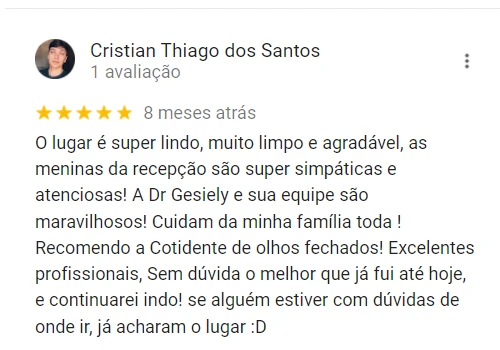 Cristian Thiago dos Santos
1 avaliação
8 meses atrás
O lugar é super lindo, muito limpo e agradável, as
meninas da recepção são super simpáticas e
atenciosas! A Dr Gesiely e sua equipe são
maravilhosos! Cuidam da minha família toda !
Recomendo a Cotidente de olhos fechados! Excelentes
profissionais, Sem dúvida o melhor que já fui até hoje,
e continuarei indo! se alguém estiver com dúvidas de
onde ir, já acharam o lugar :D